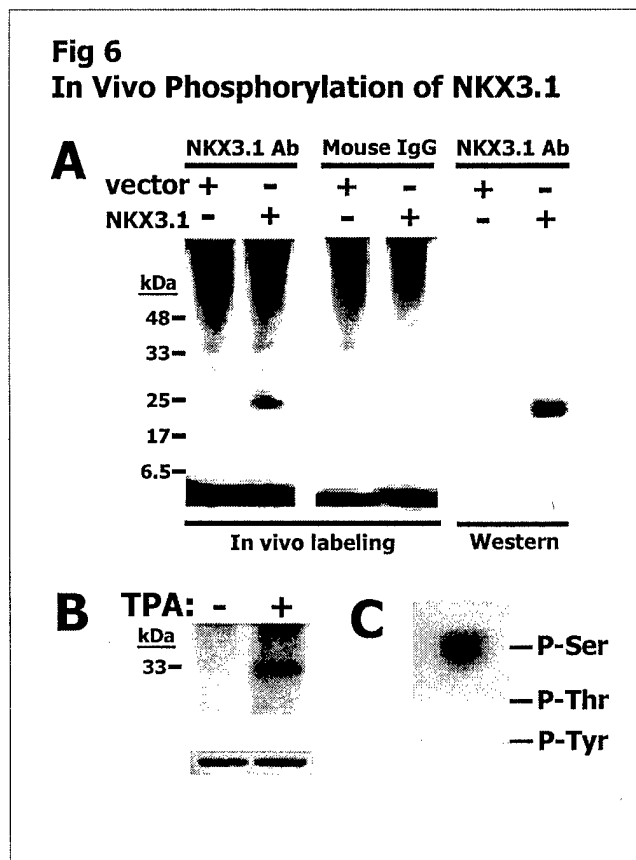 Fig 6
In Vivo Phosphorylation of NKX3.1
A
NKX3.1 Ab Mouse IgG NKX3.1 Ab
vector + - + - + -
NKX3.1 - + - + - +
kDa
48
33
25
17
6.5
In vivo labeling Western
B TPA: - +
kDa
33
C
P-Ser
P-Thr
P-Tyr